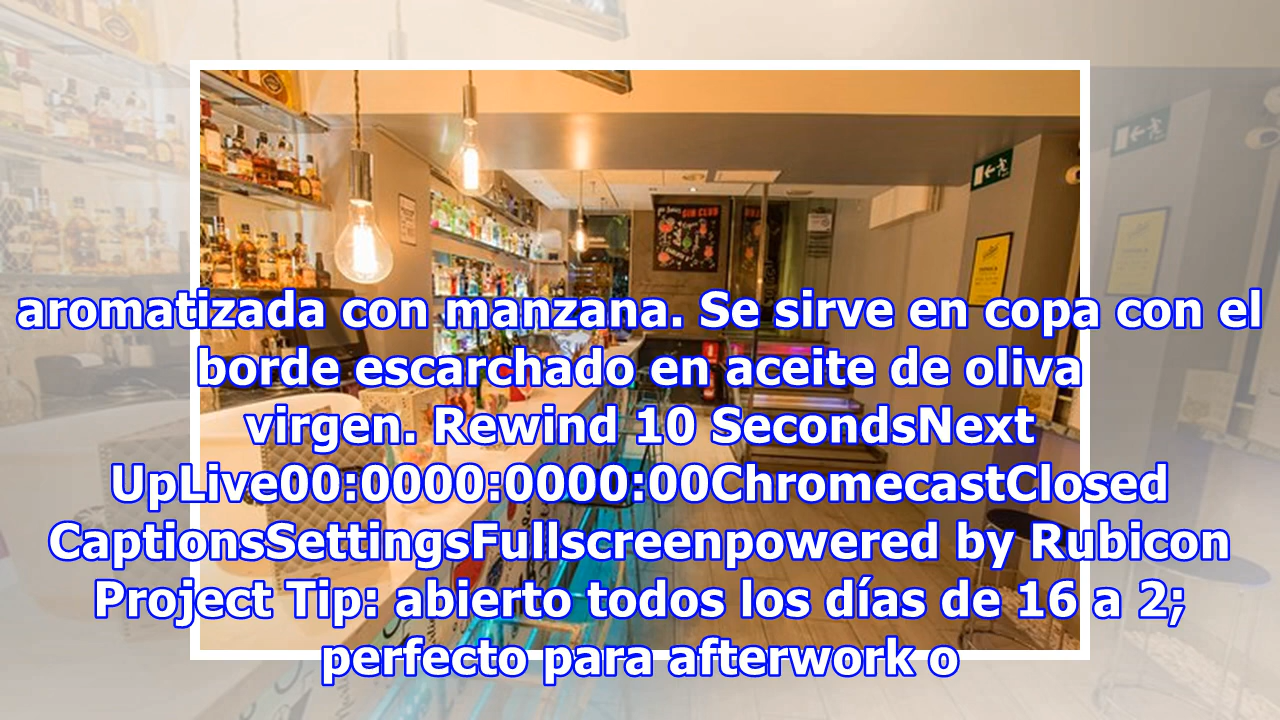 GIN CLUB
aromatizada con manzana. Se sirve en copa con el
borde escarchado en aceite de oliva
virgen. Rewind 10 SecondsNext
UpLive00:0000:0000:00ChromecastClosed
CaptionsSettingsFullscreenpowered by Rubicon
Project Tip: abierto todos los días de 16 a 2;
perfecto para afterwork o